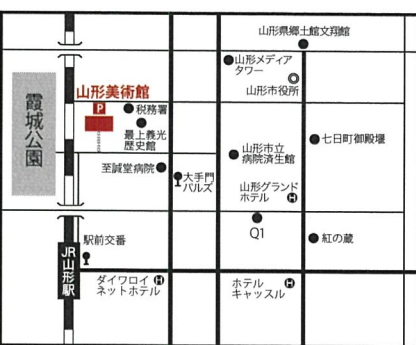 山形県郷土館文翔館
山形メディア
タワー
山形市役所
山形美術館
P
税務署
最上義光
歴史館
霞城公園
七日町御殿堰
山形市立
病院済生館
至誠堂病院
大手門
パルズ
山形グランド
ホテル H
Q1
紅の蔵
駅前交番
JR山形駅
ダイワロイ H
ネットホテル
ホテル H
キャッスル